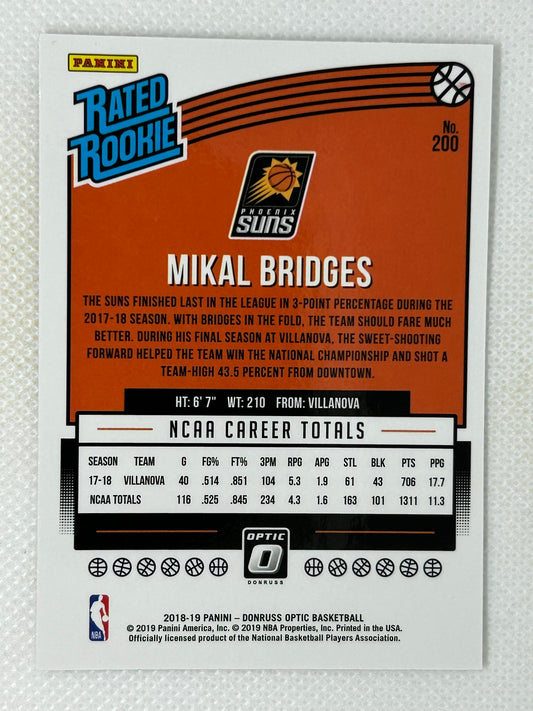 PANINI
RATED
ROOKIE
No.
200
PHOENIX
SUNS
MIKAL BRIDGES
THE SUNS FINISHED LAST IN THE LEAGUE IN 3-POINT PERCENTAGE DURING THE
2017-18 SEASON. WITH BRIDGES IN THE FOLD, THE TEAM SHOULD FARE MUCH
BETTER. DURING HIS FINAL SEASON AT VILLANOVA, THE SWEET-SHOOTING
FORWARD HELPED THE TEAM WIN THE NATIONAL CHAMPIONSHIP AND SHOT A
TEAM-HIGH 43.5 PERCENT FROM DOWNTOWN.
HT: 6' 7" WT: 210 FROM: VILLANOVA
NCAA CAREER TOTALS
SEASON TEAM G FG% FT% 3PM RPG APG STL BLK PTS PPG
17-18 VILLANOVA 40 .514 .851 104 5.3 1.9 61 43 706 17.7
NCAA TOTALS 116 .525 .845 234 4.3 1.6 163 101 1311 11.3
OPTIC
DONRUSS
NBA
2018-19 PANINI – DONRUSS OPTIC BASKETBALL
© 2019 Panini America, Inc. © 2019 NBA Properties, Inc. Printed in the USA.
Officially licensed product of the National Basketball Players Association.